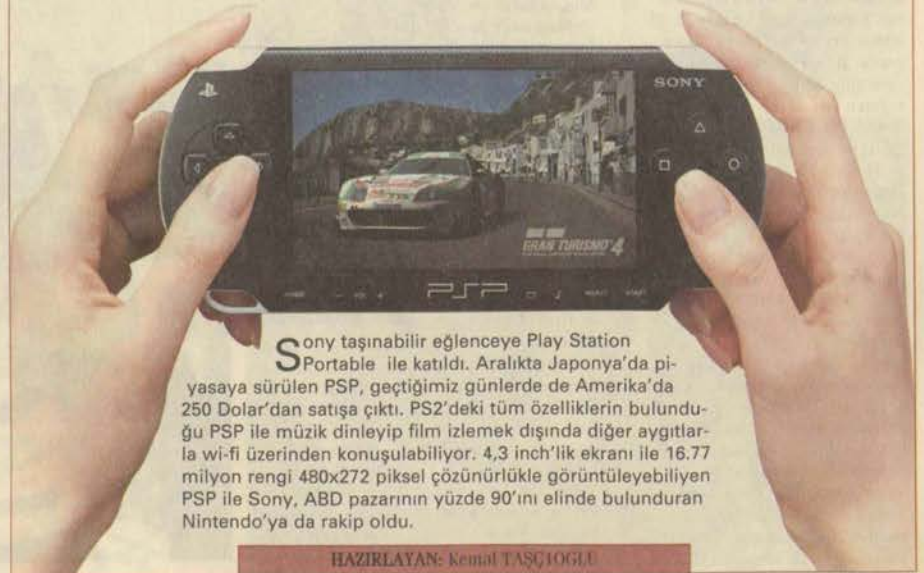 SONY
GRAN TURISMO 4
PSP
Sony taşınabilir eğlenceye Play Station
Portable ile katıldı. Aralıkta Japonya'da pi-
yasaya sürülen PSP, geçtiğimiz günlerde de Amerika'da
250 Dolar'dan satışa çıktı. PS2'deki tüm özelliklerin bulundu-
ğu PSP ile müzik dinleyip film izlemek dışında diğer aygıtlar-
la wi-fi üzerinden konuşulabiliyor. 4,3 inch'lik ekranı ile 16.77
milyon rengi 480x272 piksel çözünürlükle görüntüleyebiliyen
PSP ile Sony, ABD pazarının yüzde 90'ını elinde bulunduran
Nintendo'ya da rakip oldu.
HAZIRLAYAN: Kemal TAŞÇIOĞLU